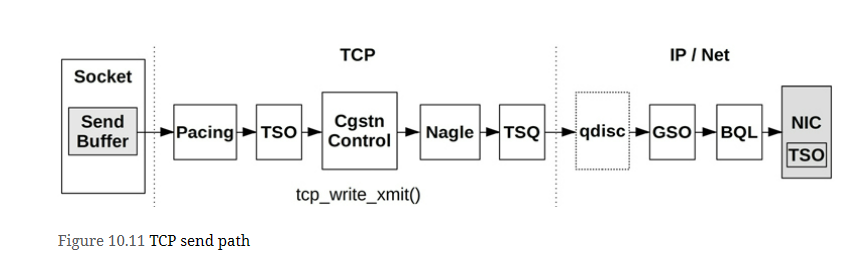 TCP
IP / Net
Socket
Send
Buffer
Pacing
TSO
Cgstn
Control
Nagle
TSQ
qdisc
GSO
BQL
NIC
TSO
tcp_write_xmit()
Figure 10.11 TCP send path